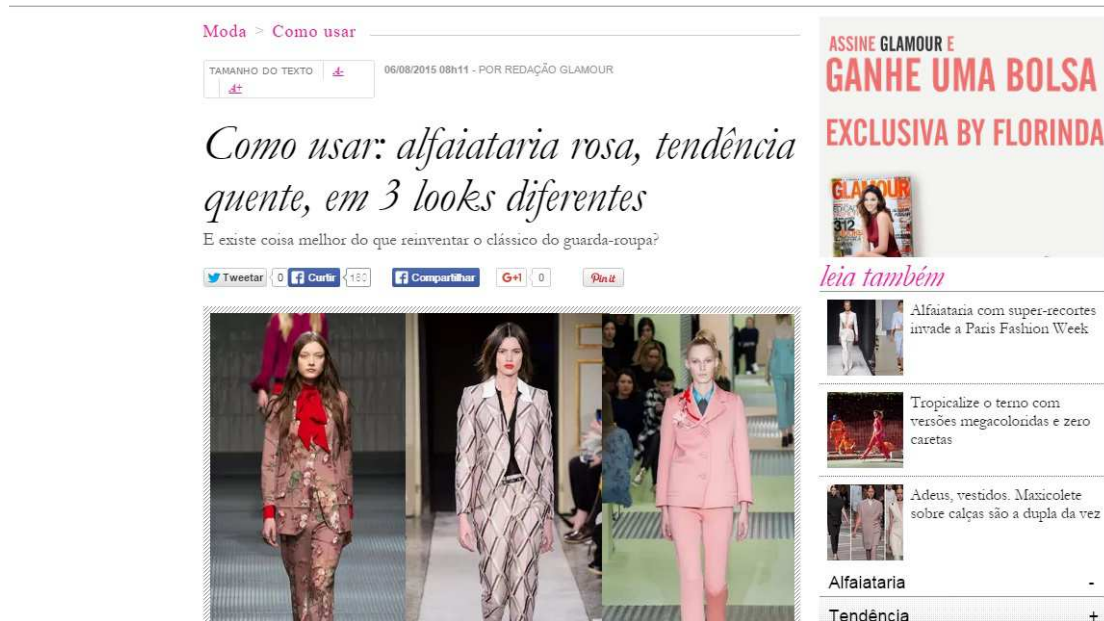 Moda > Como usar
TAMANHO DO TEXTO A-
A+
06/08/2015 08h11 - POR REDAÇÃO GLAMOUR
Como usar: alfaiataria rosa, tendência
quente, em 3 looks diferentes
E existe coisa melhor do que reinventar o clássico do guarda-roupa?
Tweetar 0 Curtir 180 Compartilhar G+1 0 Pin it
ASSINE GLAMOUR E
GANHE UMA BOLSA
EXCLUSIVA BY FLORINDA
GLAMOUR
312
leia também
Alfaiataria com super-recortes
invade a Paris Fashion Week
Tropicalize o terno com
versões megacoloridas e zero
caretas
Adeus, vestidos. Maxicolete
sobre calças são a dupla da vez
Alfaiataria -
Tendência +